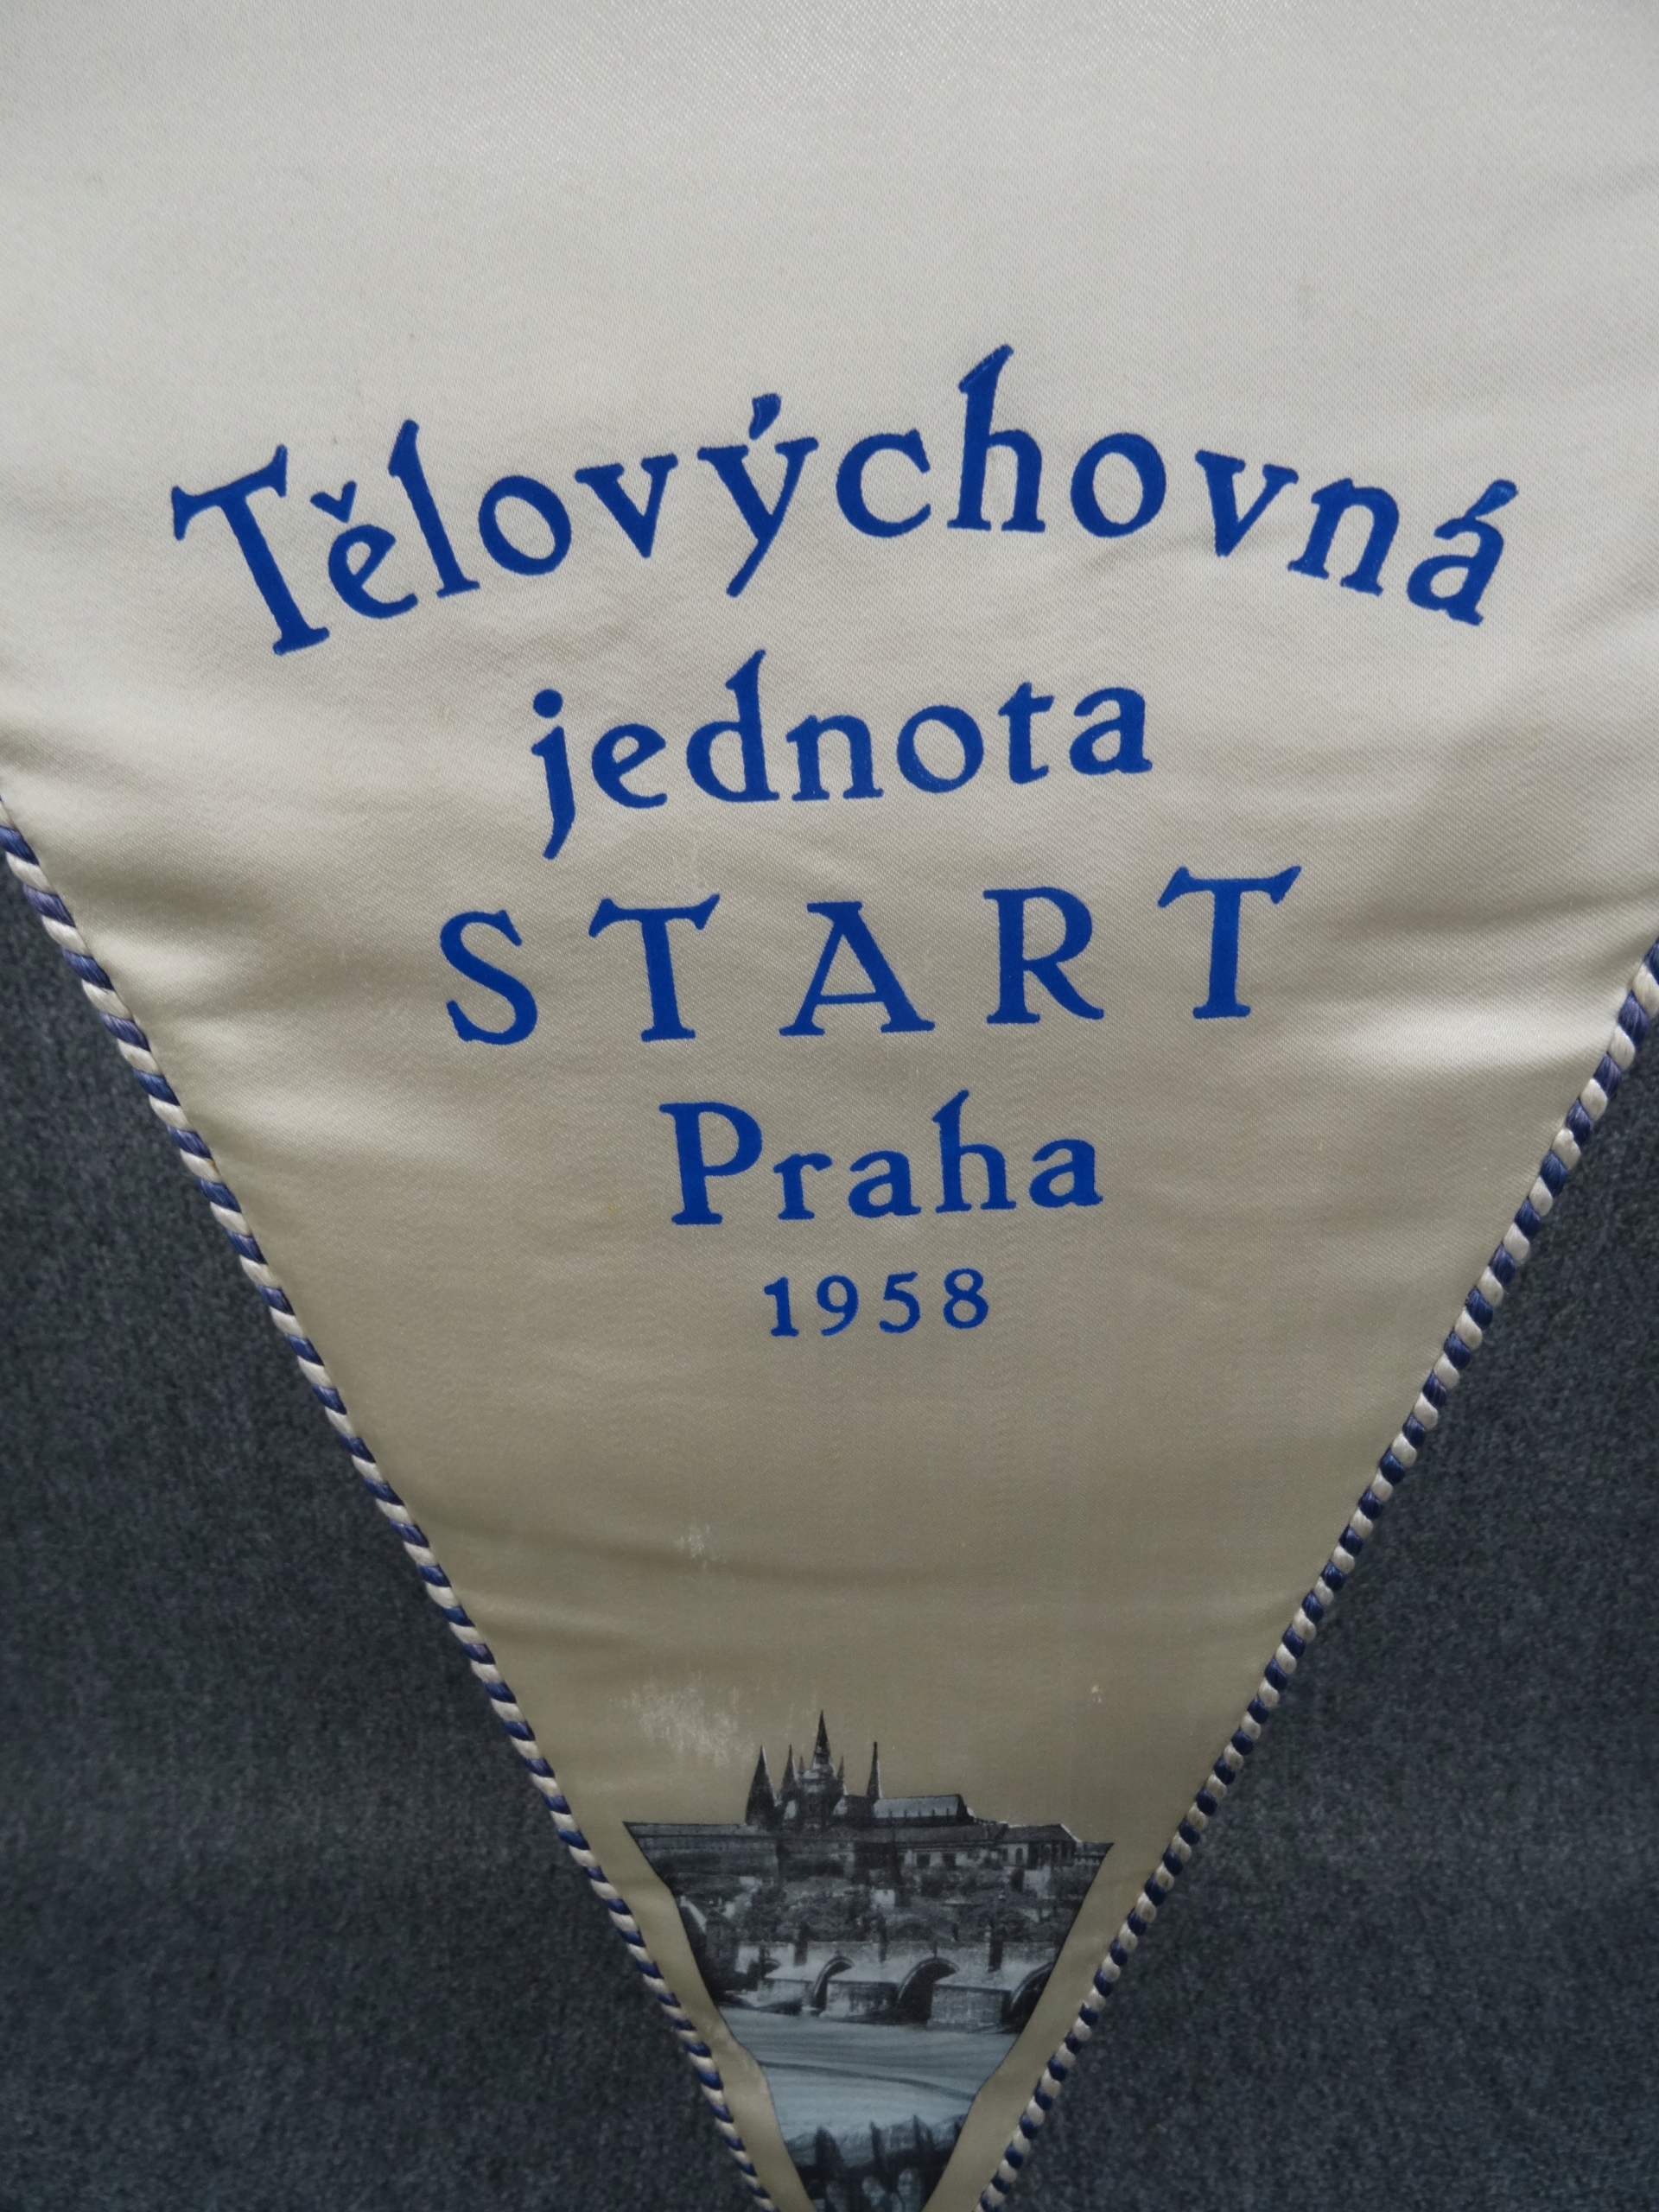 Tělovýchovná
jednota
START
Praha
1958